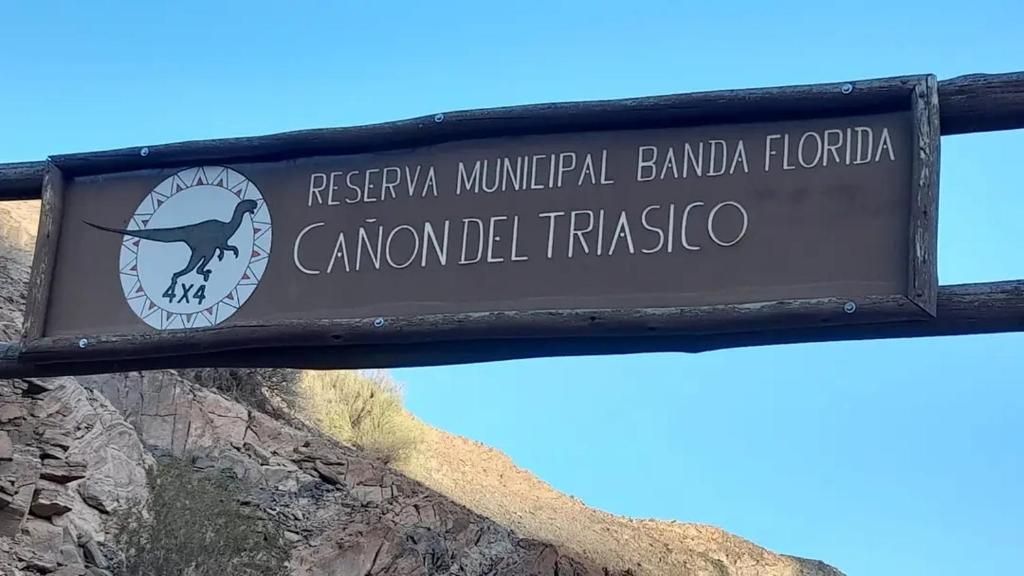 RESERVA MUNICIPAL BANDA FLORIDA
CAÑON DEL TRIASICO
4X4